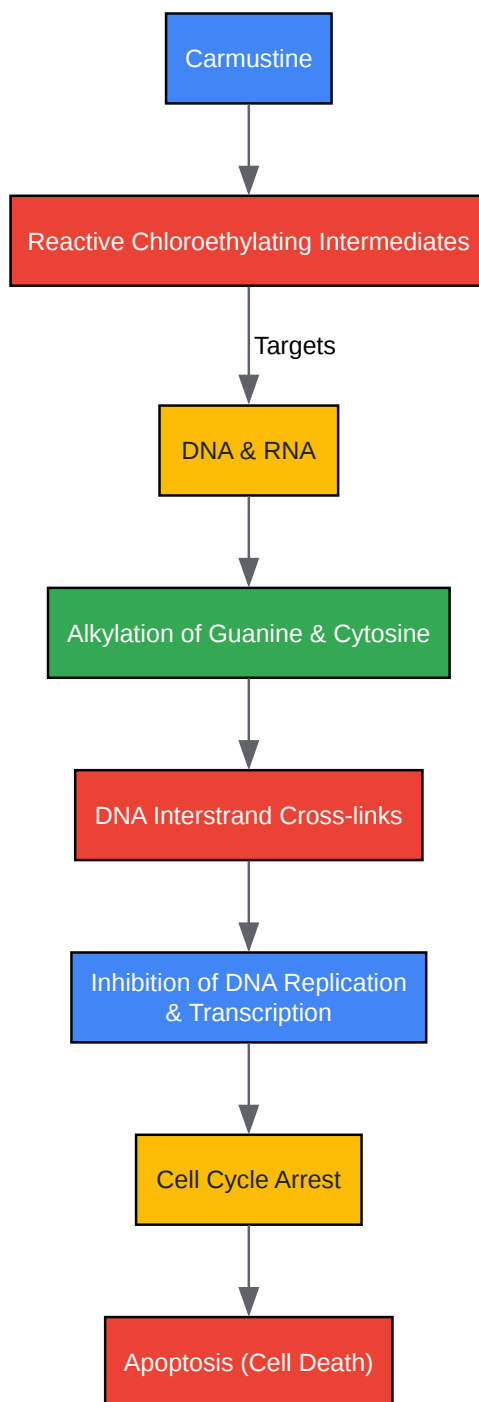 Carmustine
Reactive Chloroethylating Intermediates
Targets
DNA & RNA
Alkylation of Guanine & Cytosine
DNA Interstrand Cross-links
Inhibition of DNA Replication
& Transcription
Cell Cycle Arrest
Apoptosis (Cell Death)